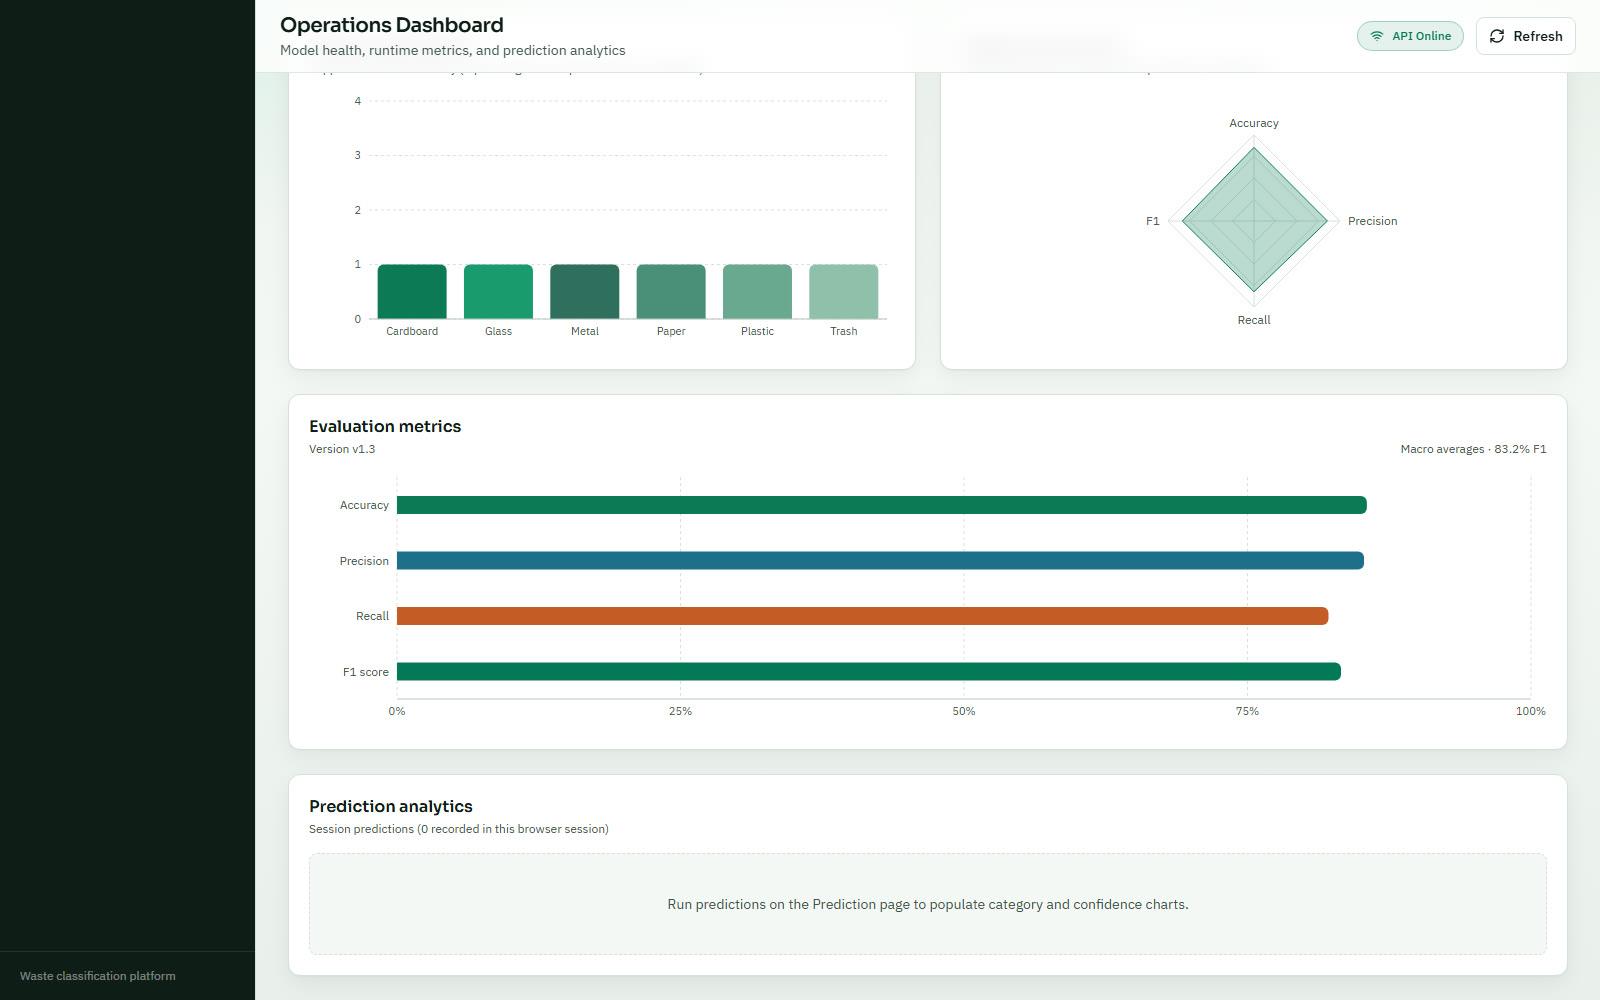 Operations Dashboard
Model health, runtime metrics, and prediction analytics
API Online
Refresh
4
3
2
1
0
Cardboard
Glass
Metal
Paper
Plastic
Trash
Accuracy
F1
Precision
Recall
Evaluation metrics
Version v1.3
Macro averages · 83.2% F1
Accuracy
Precision
Recall
F1 score
0%
25%
50%
75%
100%
Prediction analytics
Session predictions (0 recorded in this browser session)
Run predictions on the Prediction page to populate category and confidence charts.
Waste classification platform